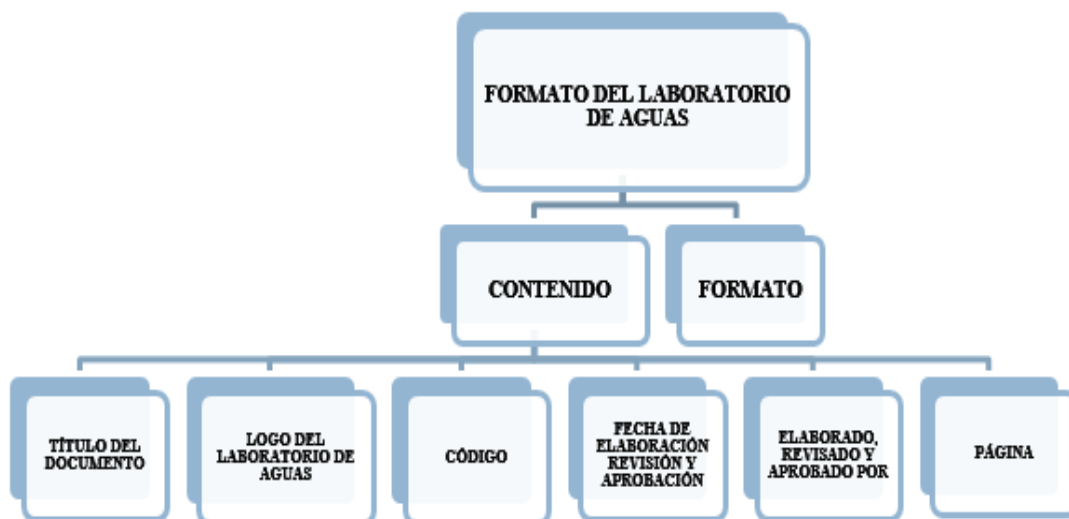 FORMATO DEL LABORATORIO
DE AGUAS
CONTENIDO
FORMATO
TÍTULO DEL
DOCUMENTO
LOGO DEL
LABORATORIO DE
AGUAS
CÓDIGO
FECHA DE
ELABORACIÓN
REVISIÓN Y
APROBACIÓN
ELABORADO,
REVISADO Y
APROBADO POR
PÁGINA